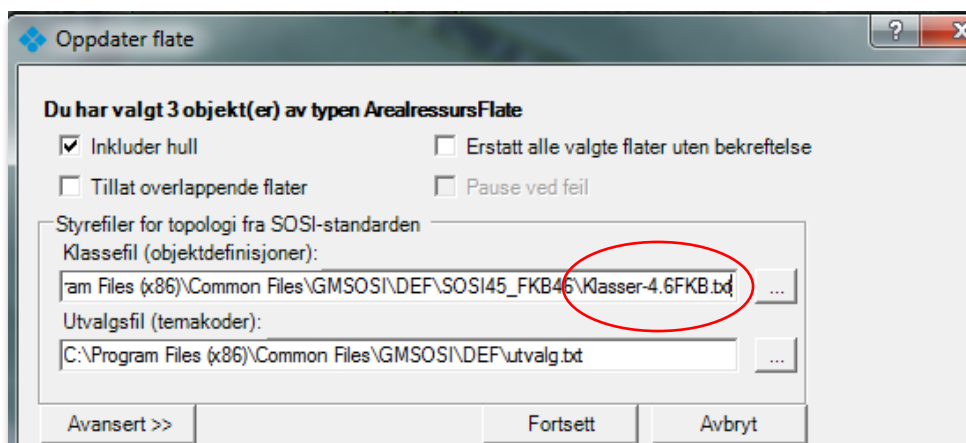 Oppdater flate
Du har valgt 3 objekt(er) av typen ArealressursFlate
Inkluder hull
Erstatt alle valgte flater uten bekreftelse
Tillat overlappende flater
Pause ved feil
Styrefiler for topologi fra SOSI-standarden
Klassefil (objektdefinisjoner):
ram Files (x86)\Common Files\GMSOSI\DEF\SOSI45_FKB46\Klasser-4.6FKB.txt
...
Utvalgsfil (temakoder):
C:\Program Files (x86)\Common Files\GMSOSI\DEF\utvalg.txt
...
Avansert >>
Fortsett
Avbryt